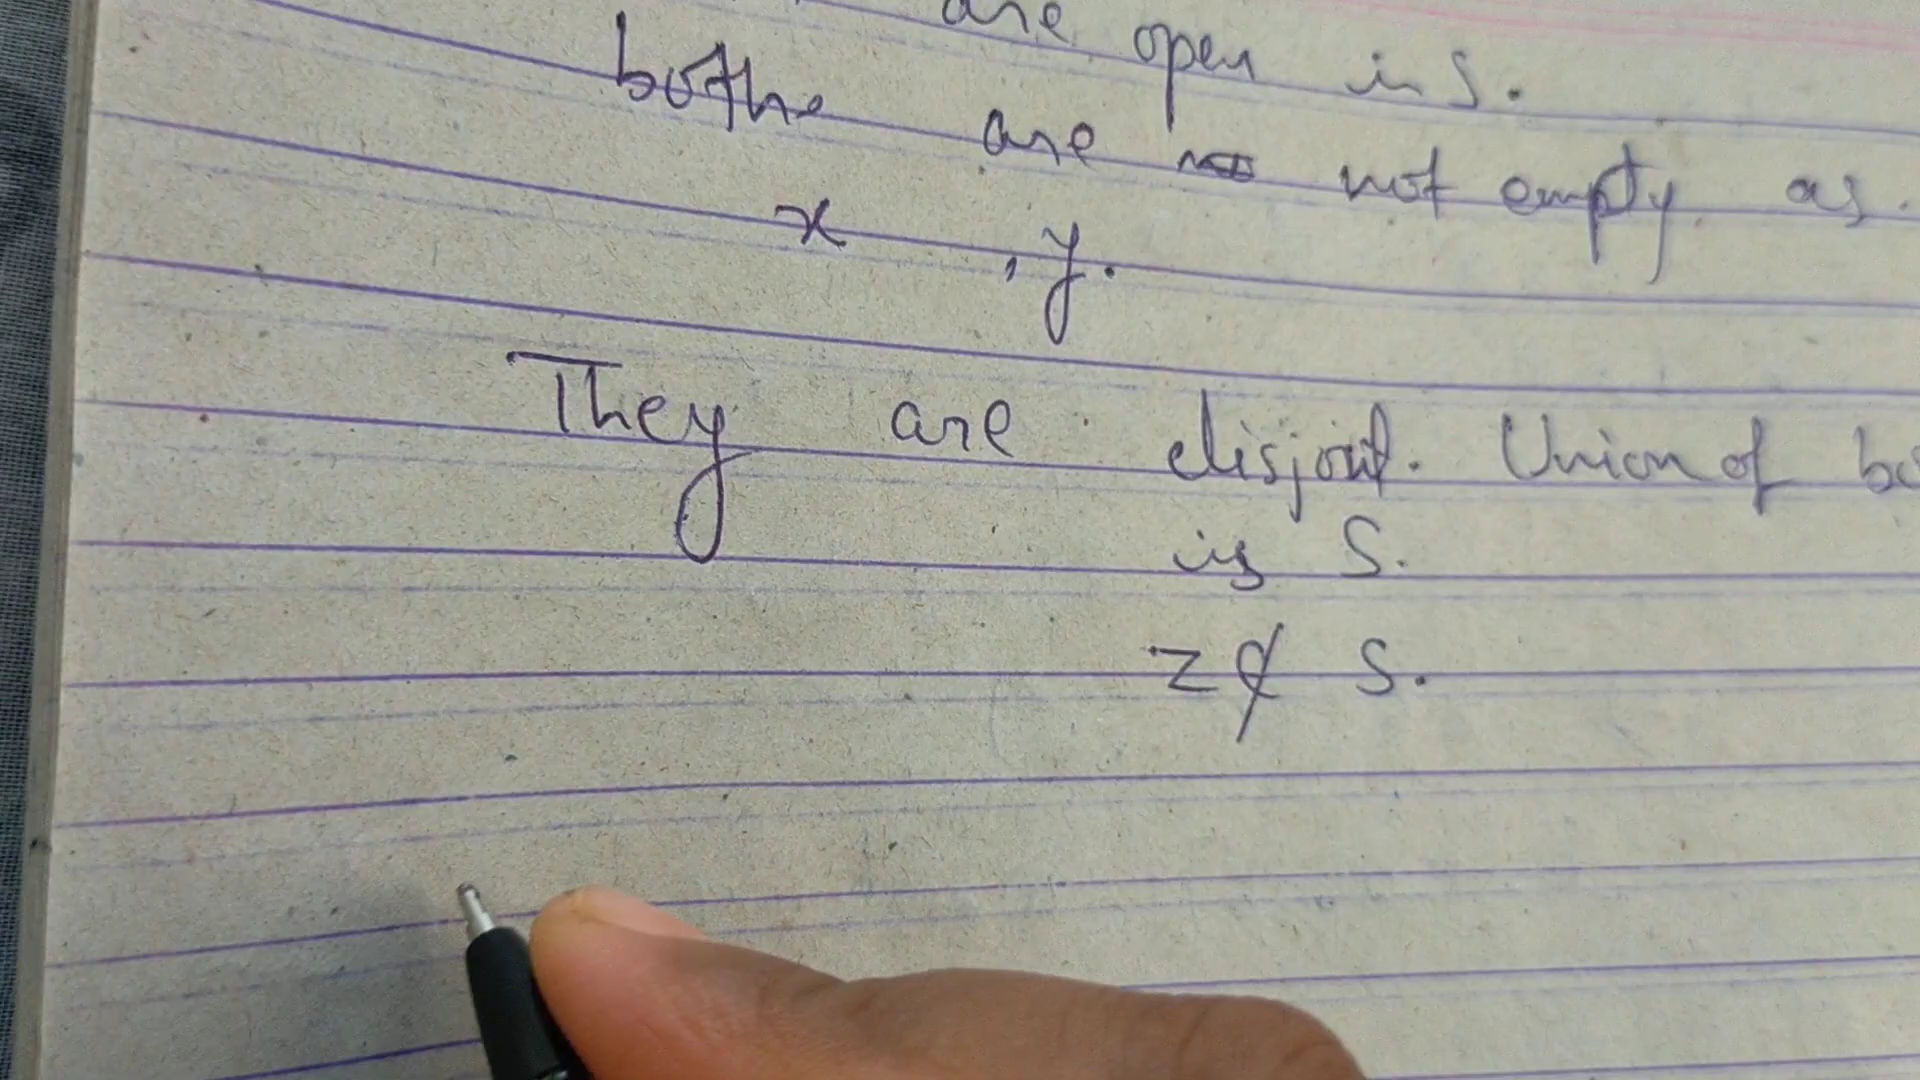 are open in S.
bothe are not empty as.
x , y.
They are disjoint. Union of
is S.
z ∉ S.